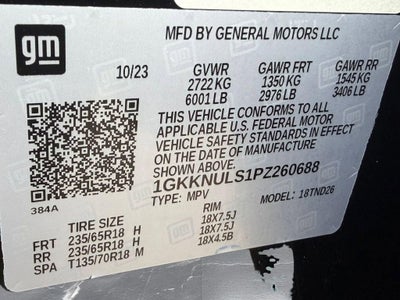 gm
MFD BY GENERAL MOTORS LLC
10/23 GVWR GAWR FRT GAWR RR
2722 KG 1350 KG 1545 KG
6001 LB 2976 LB 3406 LB
THIS VEHICLE CONFORMS TO ALL
APPLICABLE U.S. FEDERAL MOTOR
VEHICLE SAFETY STANDARDS IN EFFECT
ON THE DATE OF MANUFACTURE
SHOWN ABOVE.
1GKKNULS1PZ260688
384A TYPE: MPV MODEL: 18TND26
TIRE SIZE RIM
FRT 235/65R18 H 18X7.5J
RR 235/65R18 H 18X7.5J
SPA T135/70R18 M 18X4.5B